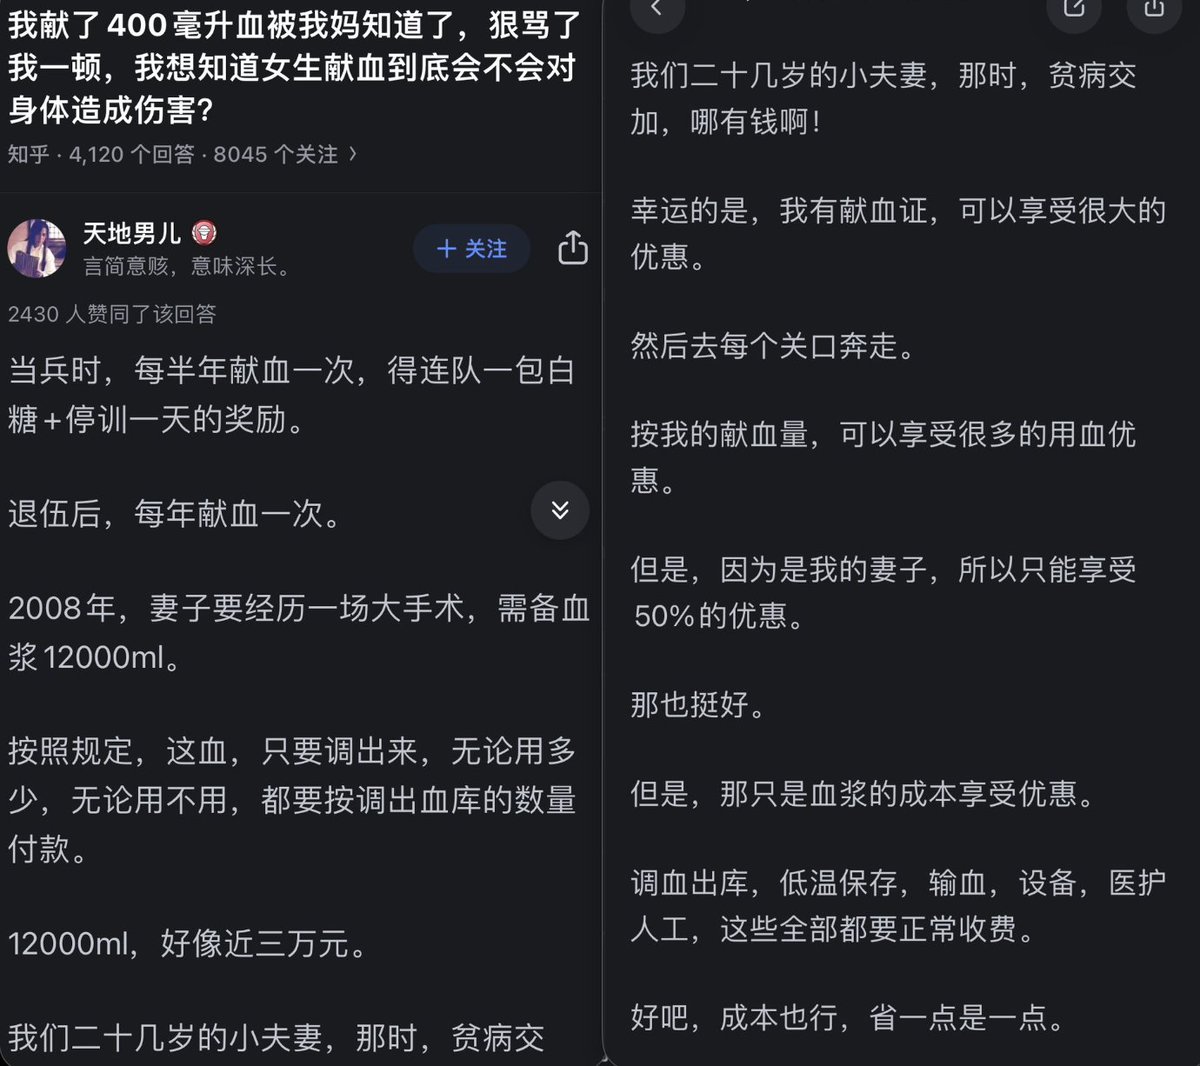 我献了400毫升血被我妈知道了，狠骂了
我一顿，我想知道女生献血到底会不会对
身体造成伤害？
知乎 · 4,120 个回答 · 8045 个关注 〉
天地男儿
＋ 关注
言简意赅，意味深长。
2430 人赞同了该回答
当兵时，每半年献血一次，得连队一包白
糖+停训一天的奖励。
退伍后，每年献血一次。
2008年，妻子要经历一场大手术，需备血
浆12000ml。
按照规定，这血，只要调出来，无论用多
少，无论用不用，都要按调出血库的数量
付款。
12000ml，好像近三万元。
我们二十几岁的小夫妻，那时，贫病交
我们二十几岁的小夫妻，那时，贫病交
加，哪有钱啊！
幸运的是，我有献血证，可以享受很大的
优惠。
然后去每个关口奔走。
按我的献血量，可以享受很多的用血优
惠。
但是，因为是我的妻子，所以只能享受
50%的优惠。
那也挺好。
但是，那只是血浆的成本享受优惠。
调血出库，低温保存，输血，设备，医护
人工，这些全部都要正常收费。
好吧，成本也行，省一点是一点。